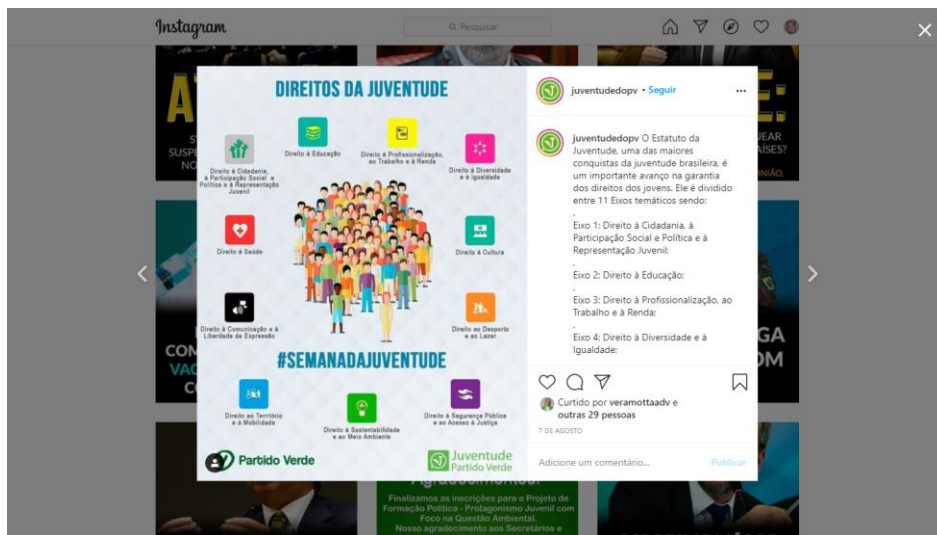 Instagram
Pesquisar
DIREITOS DA JUVENTUDE
Direito à Cidadania,
à Participação Social e
Política e à Representação
Juvenil
Direito à Educação
Direito à Profissionalização,
ao Trabalho e à Renda
Direito à Diversidade
e à Igualdade
Direito à Saúde
Direito à Cultura
Direito à Comunicação e à
Liberdade de Expressão
Direito ao Desporto
e ao Lazer
#SEMANADAJUVENTUDE
Direito ao Território
e à Mobilidade
Direito à Sustentabilidade
e ao Meio Ambiente
Direito à Segurança Pública
e ao Acesso à Justiça
Partido Verde
Juventude
Partido Verde
juventudedopv • Seguir
juventudedopv O Estatuto da
Juventude, uma das maiores
conquistas da juventude brasileira, é
um importante avanço na garantia
dos direitos dos jovens. Ele é dividido
entre 11 Eixos temáticos sendo:
.
Eixo 1: Direito à Cidadania, à
Participação Social e Política e à
Representação Juvenil;
.
Eixo 2: Direito à Educação;
.
Eixo 3: Direito à Profissionalização, ao
Trabalho e à Renda;
.
Eixo 4: Direito à Diversidade e à
Igualdade;
Curtido por veramottaadv e
outras 29 pessoas
7 DE AGOSTO
Adicione um comentário...
Publicar
Finalizamos as inscrições para o Projeto de
Formação Política - Protagonismo Juvenil com
Foco na Questão Ambiental.
Nosso agradecimento aos Secretários e